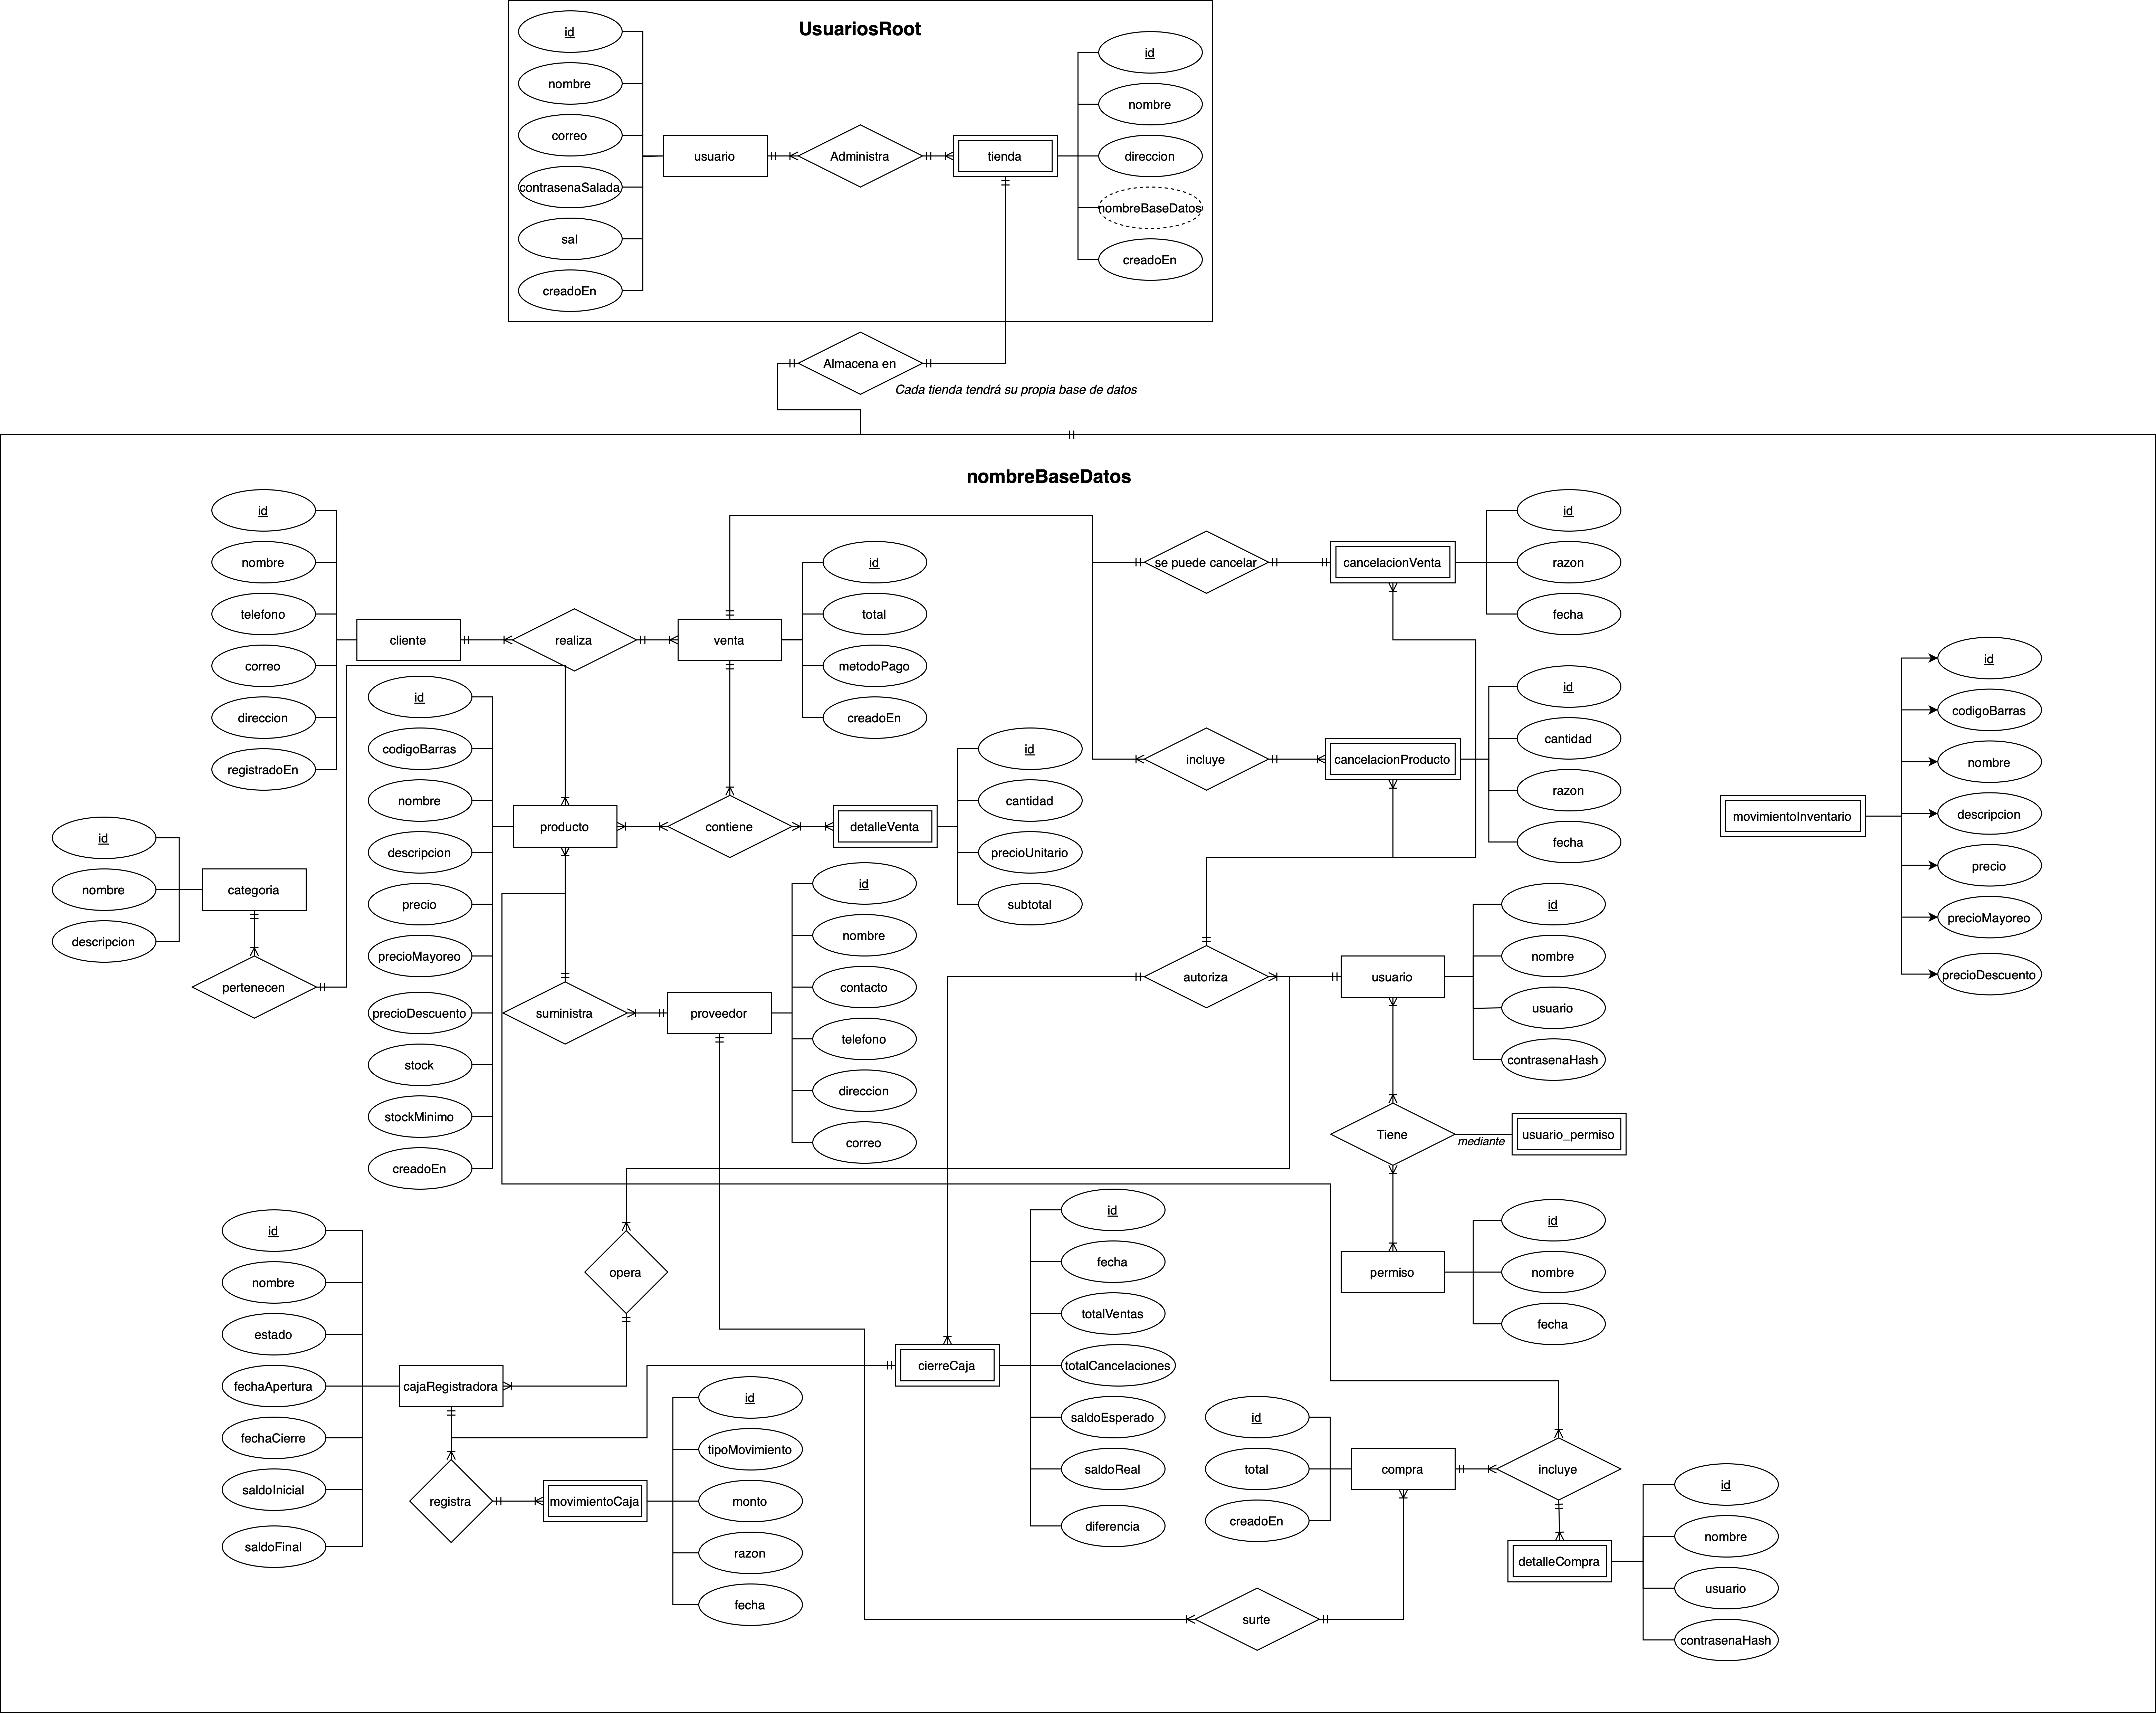 UsuariosRoot
id
nombre
correo
contrasenaSalada
sal
creadoEn
usuario
Administra
tienda
id
nombre
direccion
nombreBaseDatos
creadoEn
Almacena en
Cada tienda tendrá su propia base de datos
nombreBaseDatos
id
nombre
telefono
correo
direccion
registradoEn
cliente
realiza
venta
id
total
metodoPago
creadoEn
se puede cancelar
cancelacionVenta
id
razon
fecha
incluye
cancelacionProducto
id
cantidad
razon
fecha
movimientoInventario
id
codigoBarras
nombre
descripcion
precio
precioMayoreo
precioDescuento
id
codigoBarras
nombre
descripcion
precio
precioMayoreo
precioDescuento
stock
stockMinimo
creadoEn
producto
contiene
detalleVenta
id
cantidad
precioUnitario
subtotal
id
nombre
descripcion
categoria
pertenecen
suministra
proveedor
id
nombre
contacto
telefono
direccion
correo
autoriza
usuario
id
nombre
usuario
contrasenaHash
Tiene
mediante
usuario_permiso
permiso
id
nombre
fecha
opera
id
nombre
estado
fechaApertura
fechaCierre
saldoInicial
saldoFinal
cajaRegistradora
registra
movimientoCaja
id
tipoMovimiento
monto
razon
fecha
cierreCaja
id
fecha
totalVentas
totalCancelaciones
saldoEsperado
saldoReal
diferencia
id
total
creadoEn
compra
incluye
detalleCompra
id
nombre
usuario
contrasenaHash
surte